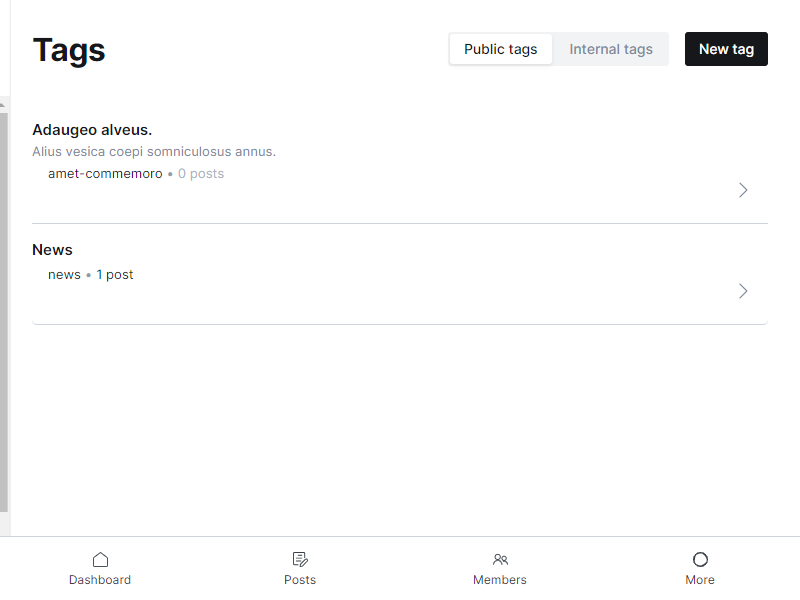 Tags
Public tags
Internal tags
New tag
Adaugeo alveus.
Alius vesica coepi somniculosus annus.
amet-commemoro • 0 posts
News
news • 1 post
Dashboard
Posts
Members
More